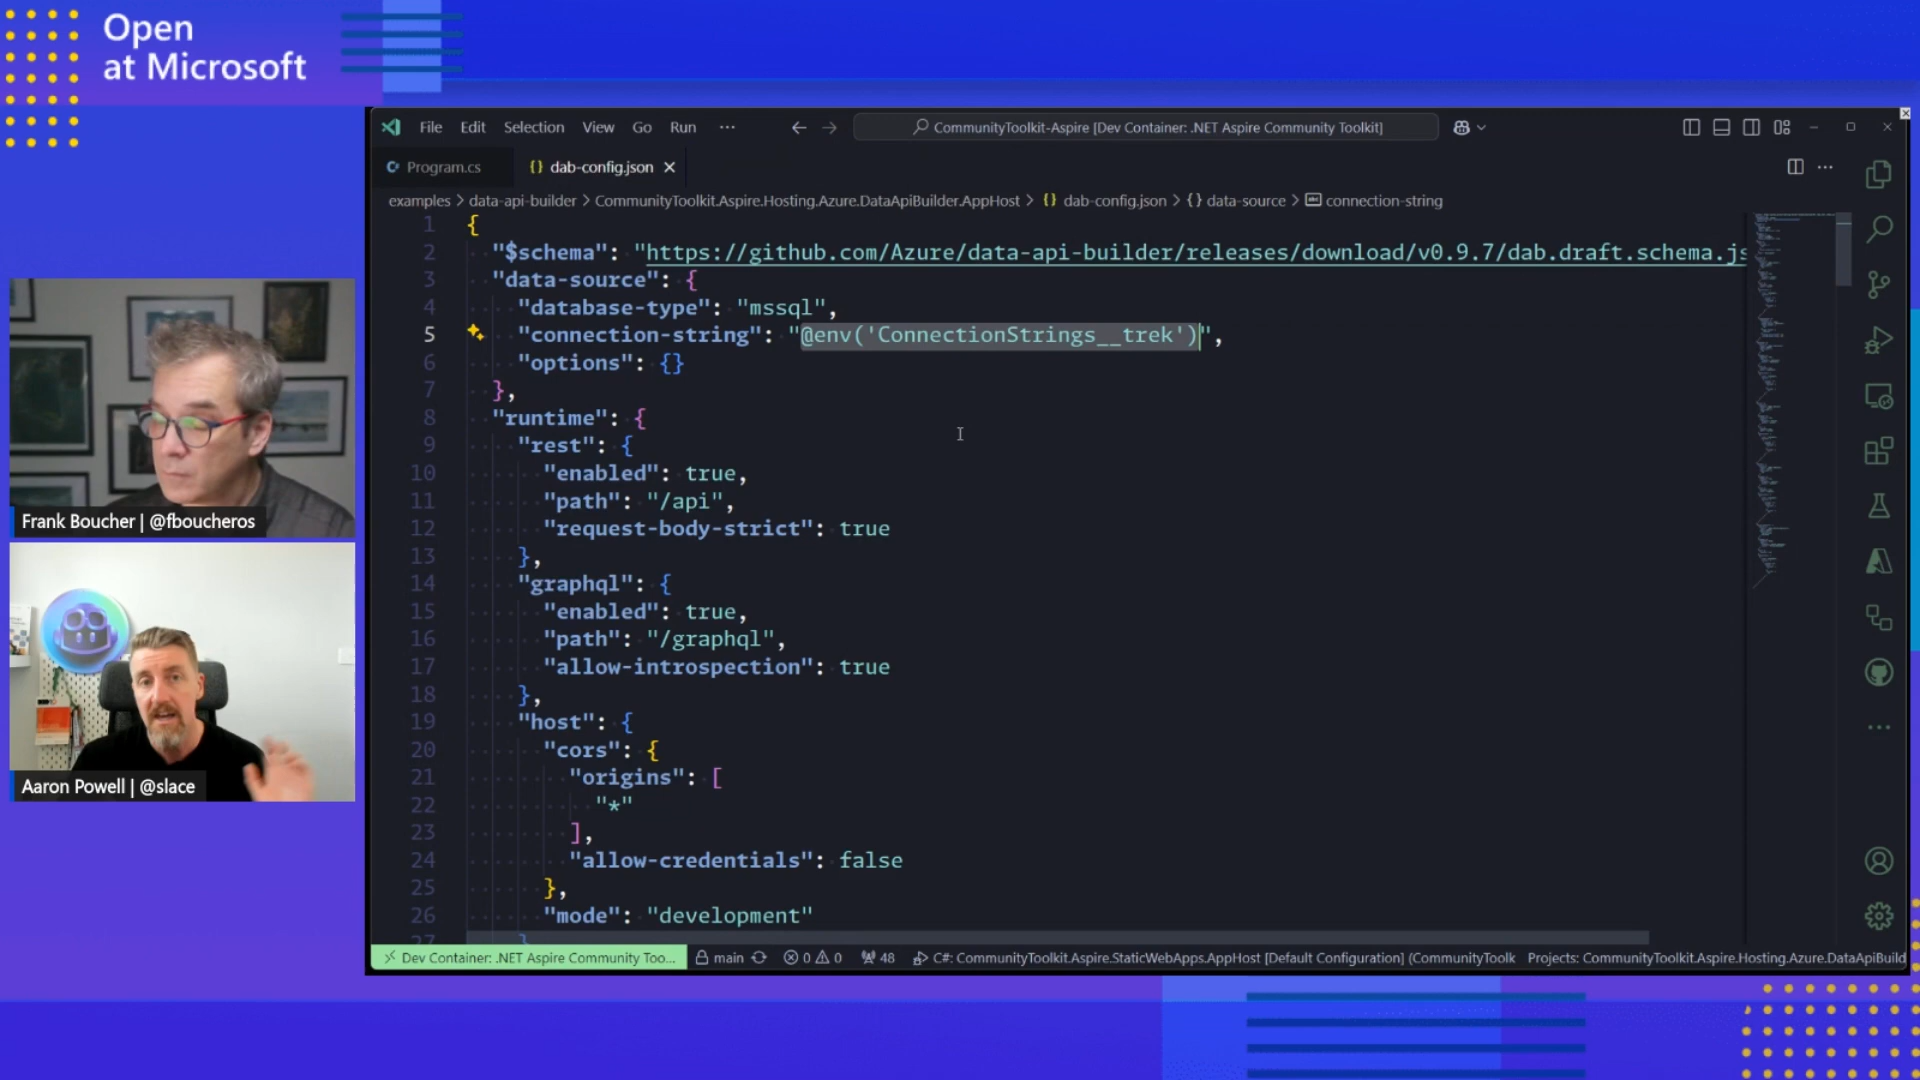 Open
at Microsoft
File Edit Selection View Go Run ···
CommunityToolkit-Aspire [Dev Container: .NET Aspire Community Toolkit]
Program.cs
{} dab-config.json
examples > data-api-builder > CommunityToolkit.Aspire.Hosting.Azure.DataApiBuilder.AppHost > {} dab-config.json > {} data-source > connection-string
1 {
2 "$schema": "https://github.com/Azure/data-api-builder/releases/download/v0.9.7/dab.draft.schema.js
3 "data-source": {
4 "database-type": "mssql",
5 "connection-string": "@env('ConnectionStrings__trek')",
6 "options": {}
7 },
8 "runtime": {
9 "rest": {
10 "enabled": true,
11 "path": "/api",
12 "request-body-strict": true
13 },
14 "graphql": {
15 "enabled": true,
16 "path": "/graphql",
17 "allow-introspection": true
18 },
19 "host": {
20 "cors": {
21 "origins": [
22 "*"
23 ],
24 "allow-credentials": false
25 },
26 "mode": "development"
27 }
Dev Container: .NET Aspire Community Too... main 0 0 48 C#: CommunityToolkit.Aspire.StaticWebApps.AppHost [Default Configuration] (CommunityToolk Projects: CommunityToolkit.Aspire.Hosting.Azure.DataApiBuild
Frank Boucher | @fboucheros
Aaron Powell | @slace